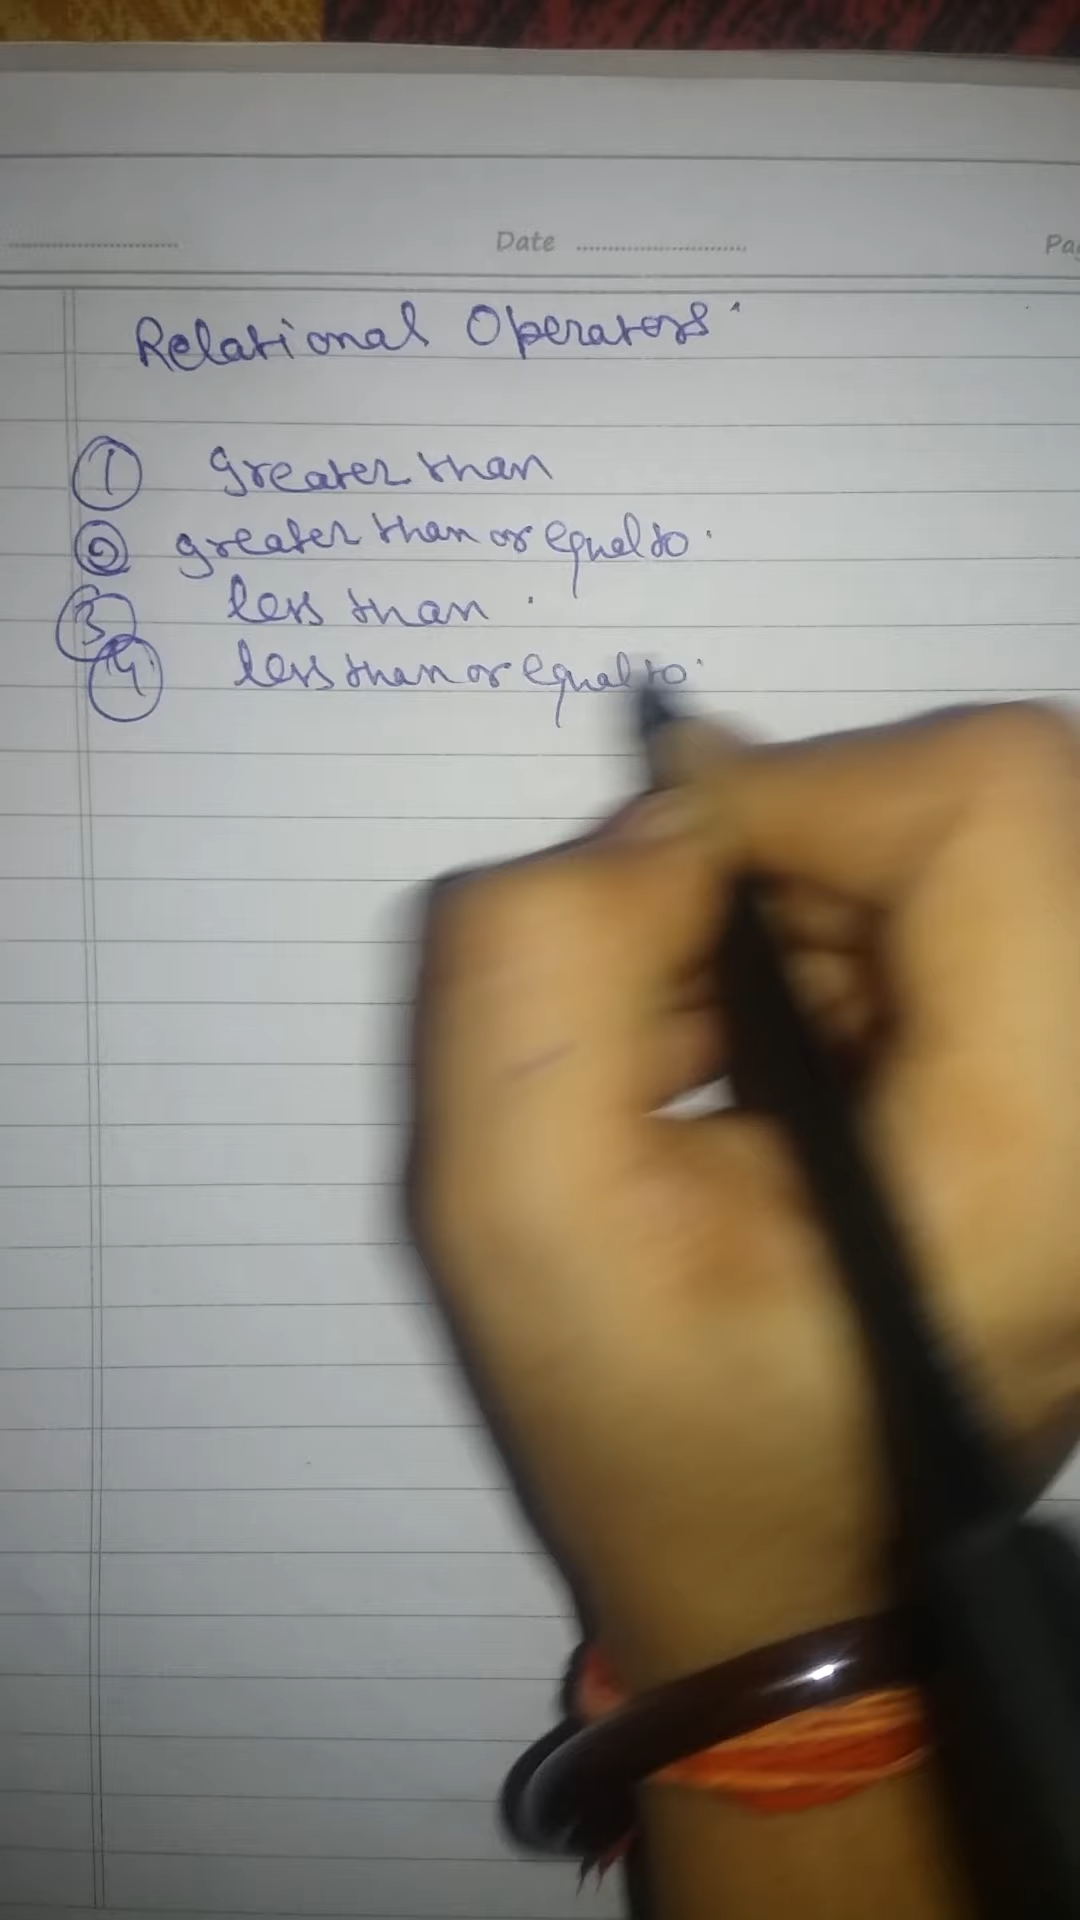 Date
Relational Operators
① greater than
② greater than or equal to.
③ less than.
④ less than or equal to.